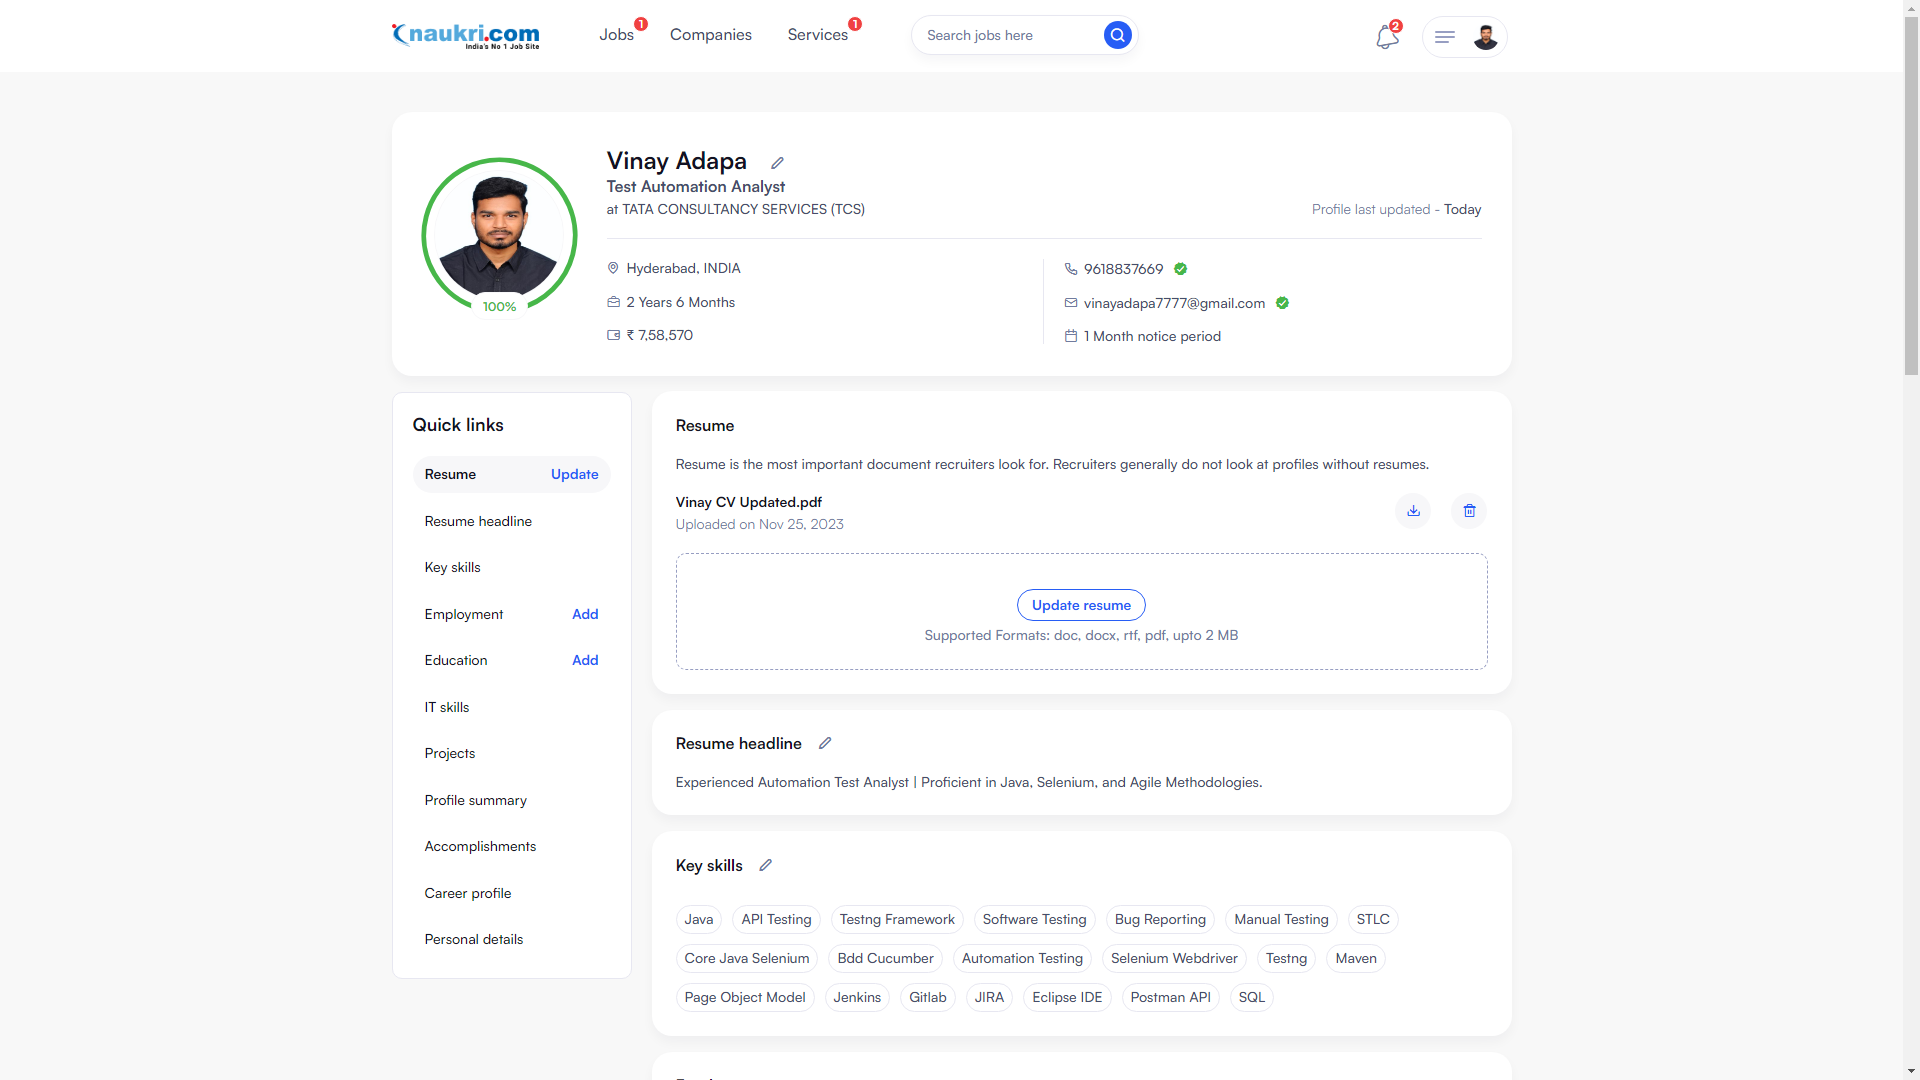 naukri.com
India's No 1 Job Site
Jobs 1
Companies
Services 1
Search jobs here
2
Vinay Adapa
Test Automation Analyst
at TATA CONSULTANCY SERVICES (TCS)
Profile last updated - Today
100%
Hyderabad, INDIA
2 Years 6 Months
₹ 7,58,570
9618837669
vinayadapa7777@gmail.com
1 Month notice period
Quick links
Resume Update
Resume headline
Key skills
Employment Add
Education Add
IT skills
Projects
Profile summary
Accomplishments
Career profile
Personal details
Resume
Resume is the most important document recruiters look for. Recruiters generally do not look at profiles without resumes.
Vinay CV Updated.pdf
Uploaded on Nov 25, 2023
Update resume
Supported Formats: doc, docx, rtf, pdf, upto 2 MB
Resume headline
Experienced Automation Test Analyst | Proficient in Java, Selenium, and Agile Methodologies.
Key skills
Java API Testing Testng Framework Software Testing Bug Reporting Manual Testing STLC
Core Java Selenium Bdd Cucumber Automation Testing Selenium Webdriver Testng Maven
Page Object Model Jenkins Gitlab JIRA Eclipse IDE Postman API SQL